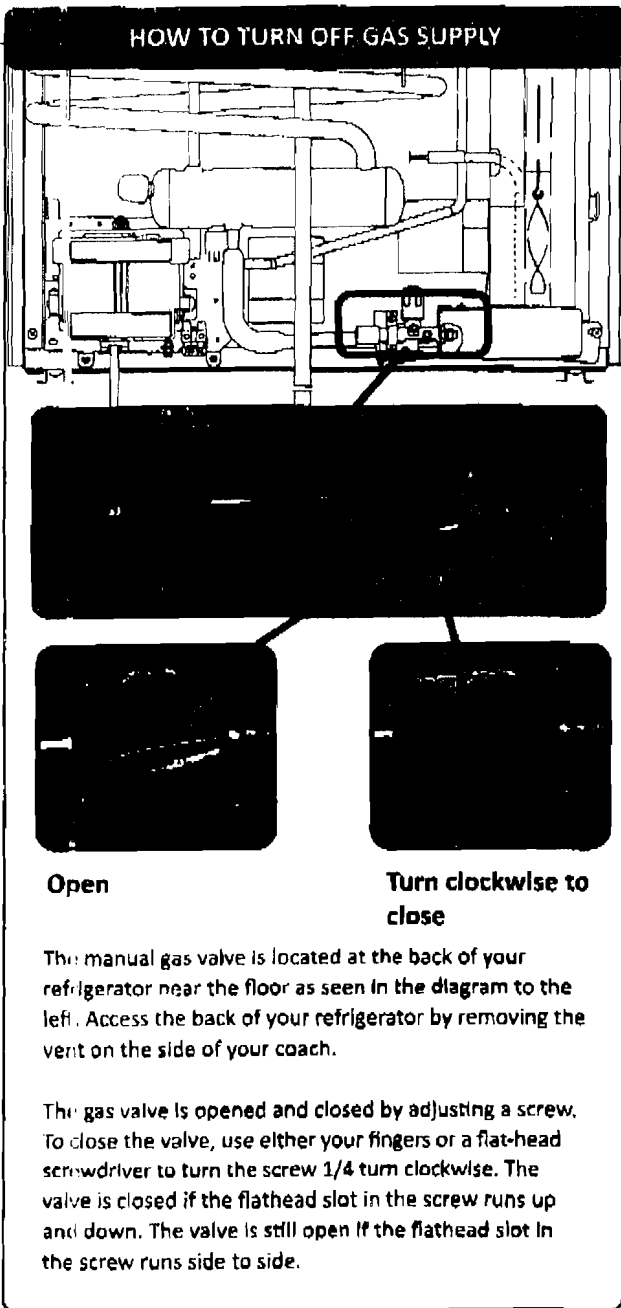 HOW TO TURN OFF GAS SUPPLY
Open
Turn clockwise to
close
The manual gas valve is located at the back of your
refrigerator near the floor as seen in the diagram to the
left. Access the back of your refrigerator by removing the
vent on the side of your coach.
The gas valve is opened and closed by adjusting a screw.
To close the valve, use either your fingers or a flat-head
screwdriver to turn the screw 1/4 turn clockwise. The
valve is closed if the flathead slot in the screw runs up
and down. The valve is still open if the flathead slot in
the screw runs side to side.